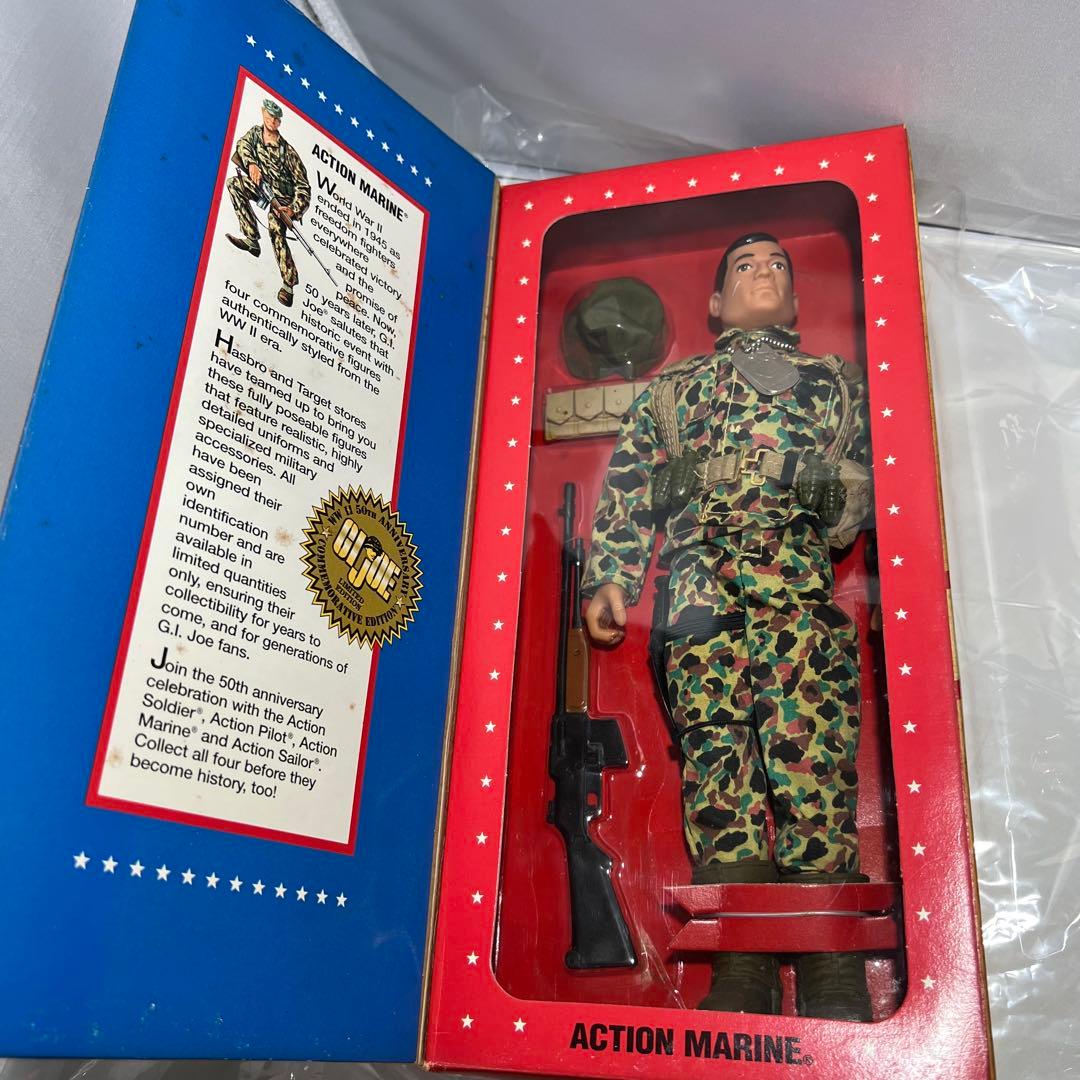 ACTION MARINE®
World War II
ended in 1945 as
freedom fighters
everywhere
celebrated victory
and the
promise of
peace. Now,
50 years later, G.I.
Joe® salutes that
historic event with
four commemorative figures
authentically styled from the
WW II era.
Hasbro and Target stores
have teamed up to bring you
these fully poseable figures
that feature realistic, highly
detailed uniforms and
specialized military
accessories. All
have been
assigned their
own
identification
number and are
available in
limited quantities
only, ensuring their
collectibility for years to
come, and for generations of
G.I. Joe fans.
Join the 50th anniversary
celebration with the Action
Soldier®, Action Pilot®, Action
Marine® and Action Sailor®.
Collect all four before they
become history, too!
WW II 50TH ANNIVERSARY
GI JOE
LIMITED
EDITION
COMMEMORATIVE EDITION
ACTION MARINE®